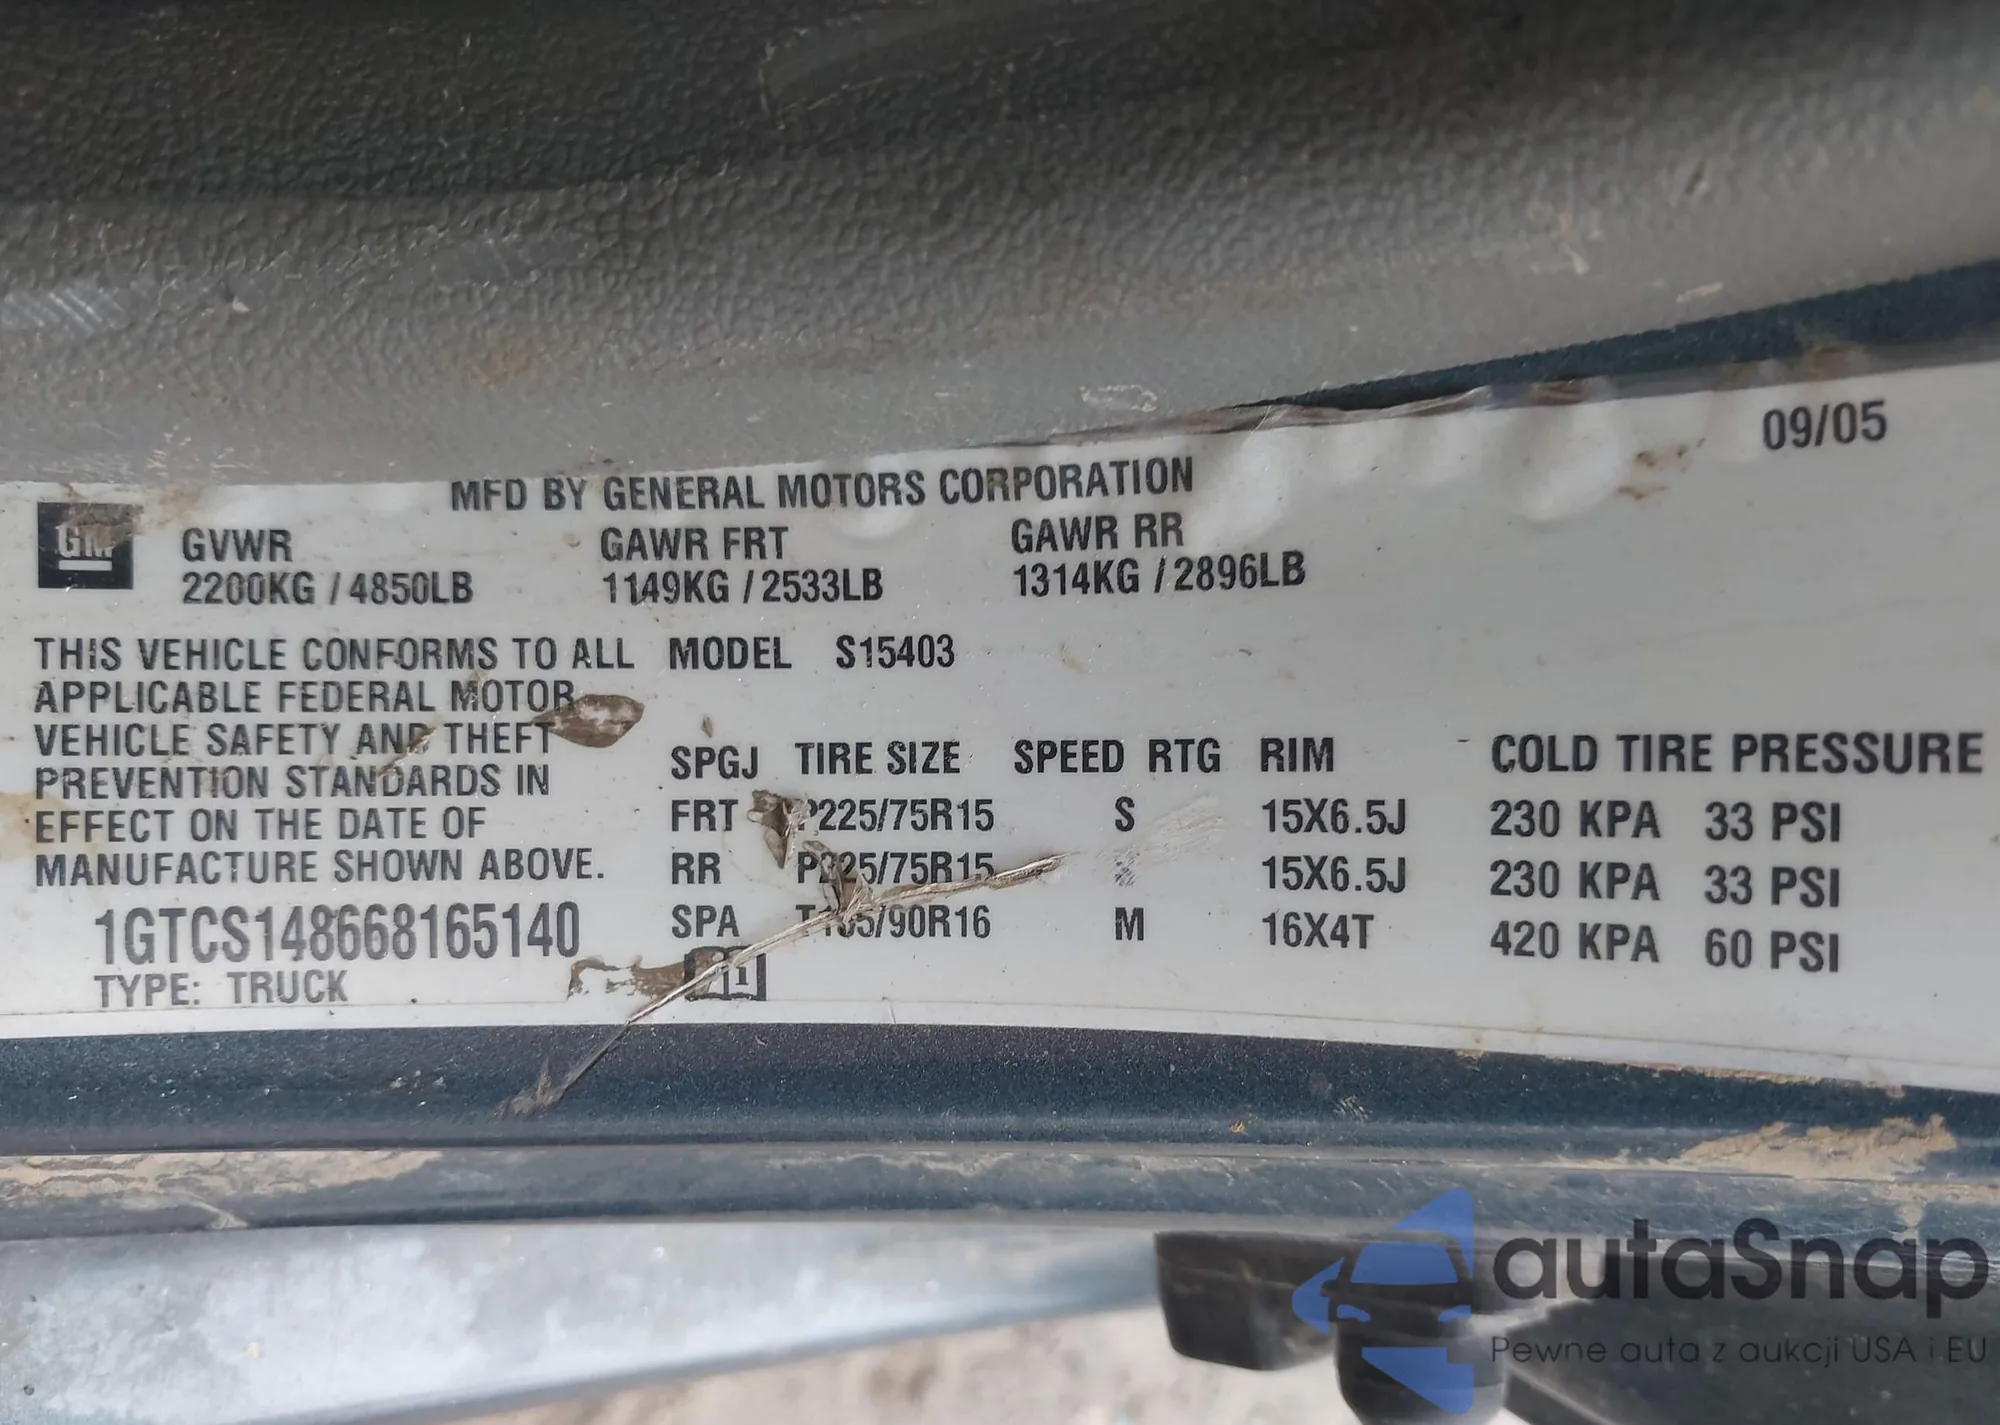 09/05
MFD BY GENERAL MOTORS CORPORATION
GM
GVWR GAWR FRT GAWR RR
2200KG / 4850LB 1149KG / 2533LB 1314KG / 2896LB
THIS VEHICLE CONFORMS TO ALL
APPLICABLE FEDERAL MOTOR
VEHICLE SAFETY AND THEFT
PREVENTION STANDARDS IN
EFFECT ON THE DATE OF
MANUFACTURE SHOWN ABOVE.
1GTCS148668165140
TYPE: TRUCK
MODEL S15403
SPGJ TIRE SIZE SPEED RTG RIM COLD TIRE PRESSURE
FRT P225/75R15 S 15X6.5J 230 KPA 33 PSI
RR P225/75R15 15X6.5J 230 KPA 33 PSI
SPA M 16X4T 420 KPA 60 PSI
i
autaSnap
Pewne auta z aukcji USA i EU